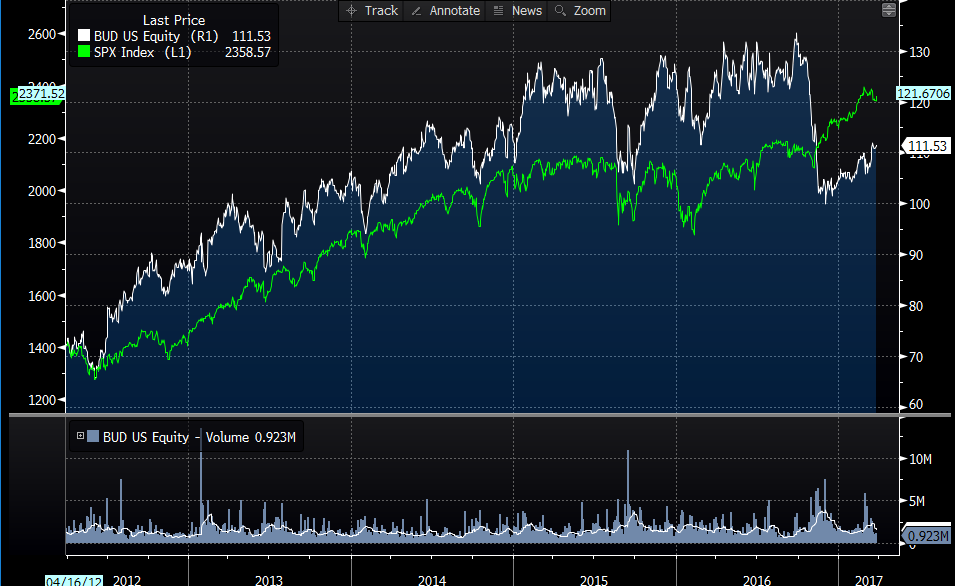 Track Annotate News Zoom
Last Price
BUD US Equity (R1) 111.53
SPX Index (L1) 2358.57
2600
2400
2371.52
2200
2000
1800
1600
1400
1200
130
121.6706
120
111.53
110
100
90
80
70
60
BUD US Equity - Volume 0.923M
10M
5M
0.923M
0
04/16/12 2012 2013 2014 2015 2016 2017